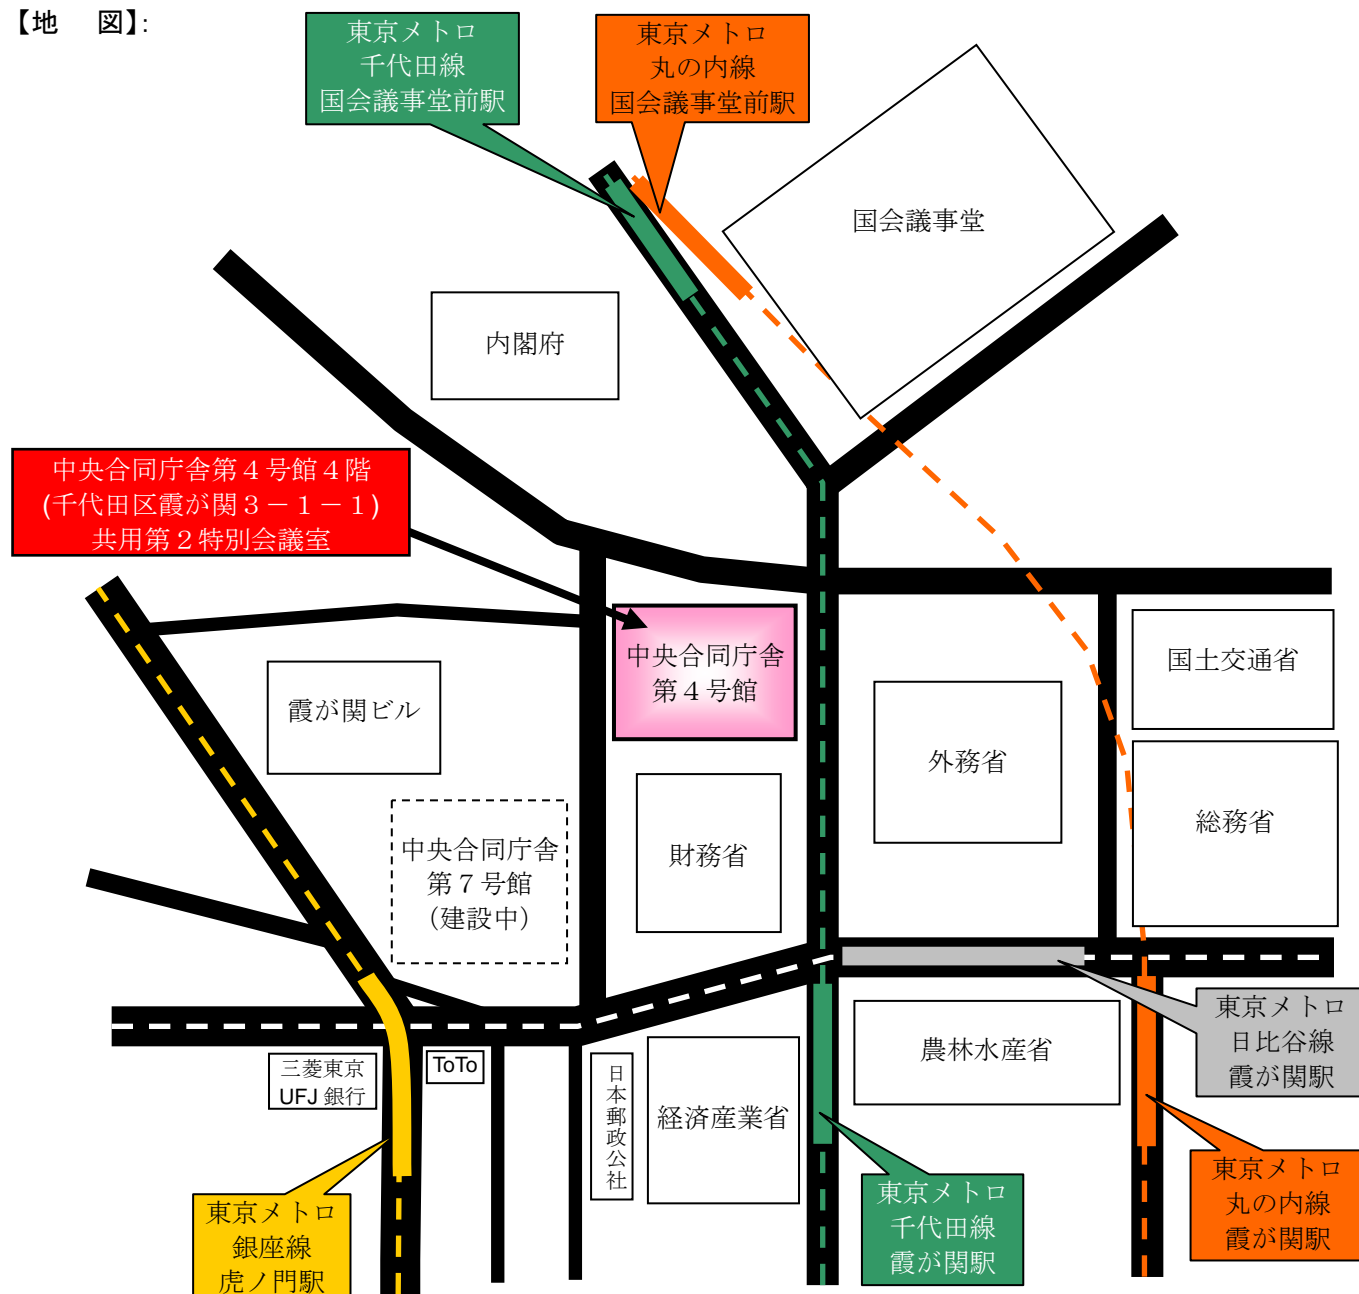 【地　図】:
東京メトロ
千代田線
国会議事堂前駅
東京メトロ
丸の内線
国会議事堂前駅
国会議事堂
内閣府
中央合同庁舎第４号館４階
(千代田区霞が関３－１－１)
共用第２特別会議室
中央合同庁舎
第４号館
国土交通省
霞が関ビル
外務省
総務省
中央合同庁舎
第７号館
（建設中）
財務省
三菱東京
UFJ 銀行
ToTo
日本郵政公社
経済産業省
農林水産省
東京メトロ
日比谷線
霞が関駅
東京メトロ
銀座線
虎ノ門駅
東京メトロ
千代田線
霞が関駅
東京メトロ
丸の内線
霞が関駅